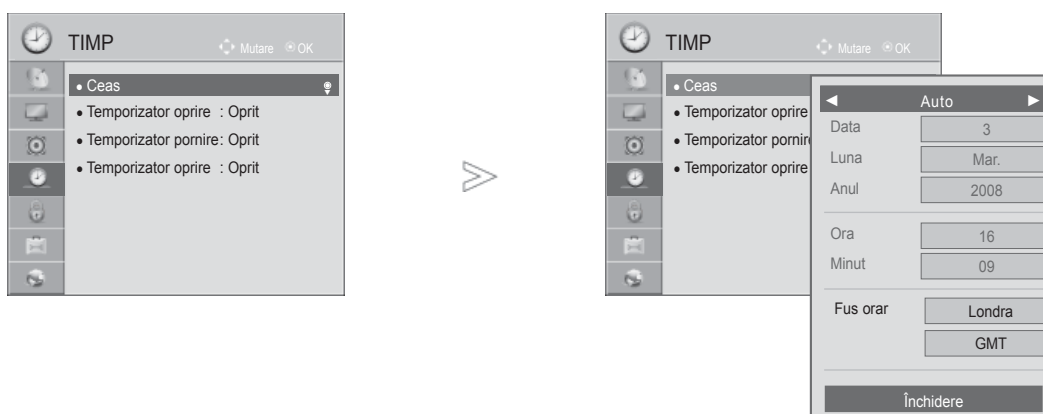 TIMP
Mutare OK
Ceas
Temporizator oprire : Oprit
Temporizator pornire: Oprit
Temporizator oprire : Oprit
TIMP
Mutare OK
Ceas
Temporizator oprire
Temporizator pornire
Temporizator oprire
Auto
Data 3
Luna Mar.
Anul 2008
Ora 16
Minut 09
Fus orar Londra
GMT
Închidere